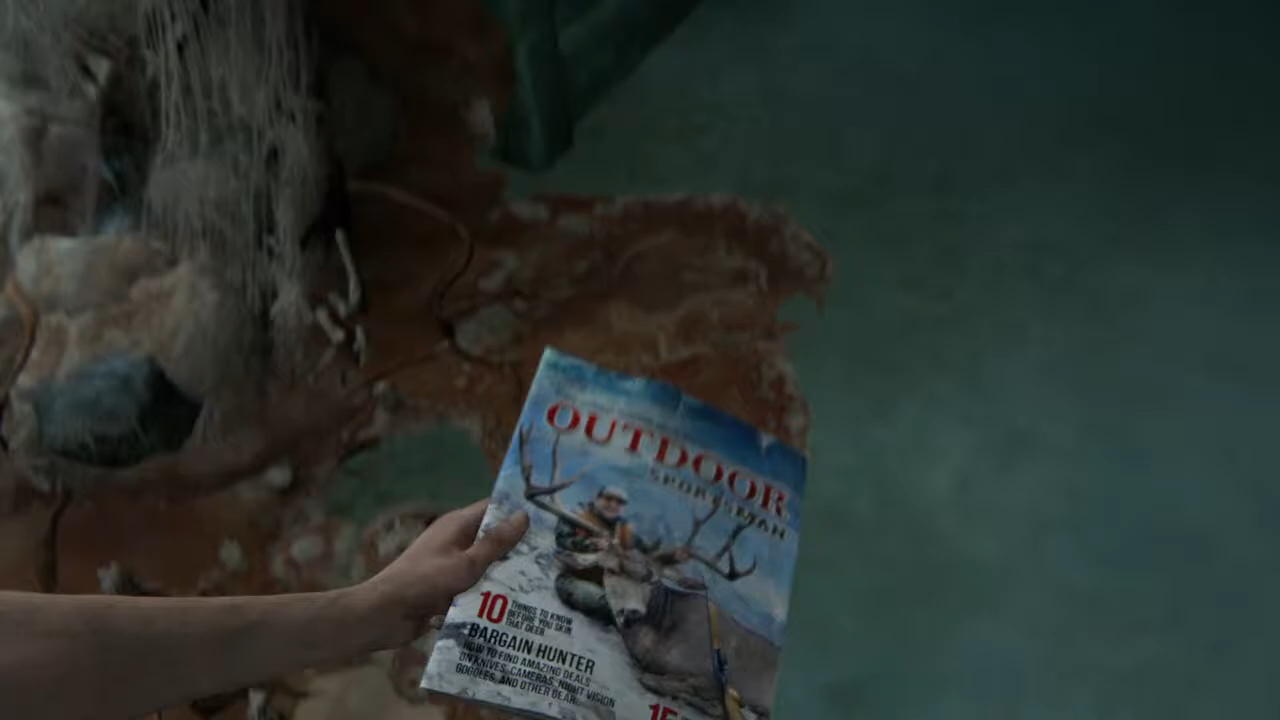 OUTDOOR
SPORTSMAN
10 THINGS TO KNOW
BEFORE YOU SKIN
THAT DEER
BARGAIN HUNTER
HOW TO FIND AMAZING DEALS
ON KNIVES, CAMERAS, NIGHT VISION
GOGGLES, AND OTHER GEAR
15